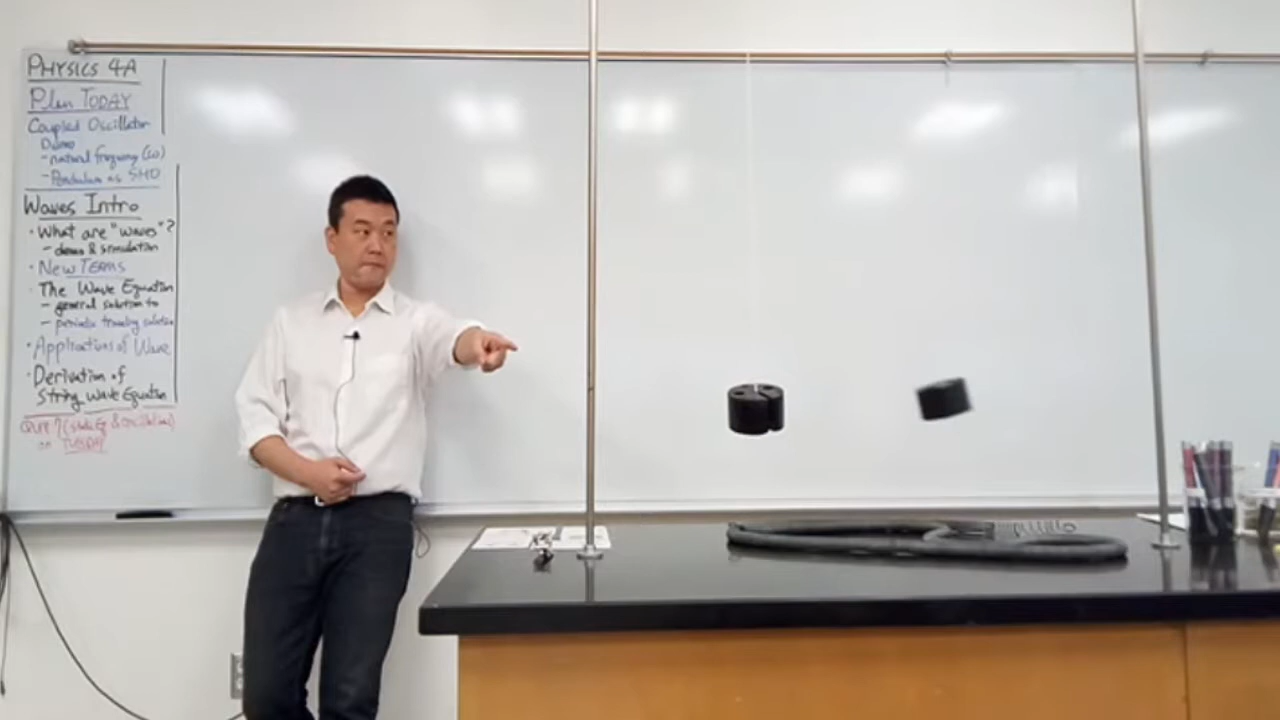 PHYSICS 4A
Plan TODAY
Coupled Oscillator
Demo
- natural frequency (ω)
- Pendulum as SHO
Waves Intro
· What are "waves"?
- demo & simulation
· New TERMS
· The Wave Equation
- general solution to
- periodic traveling solution
· Applications of Wave
· Derivation of
String Wave Equation
on TUESDAY